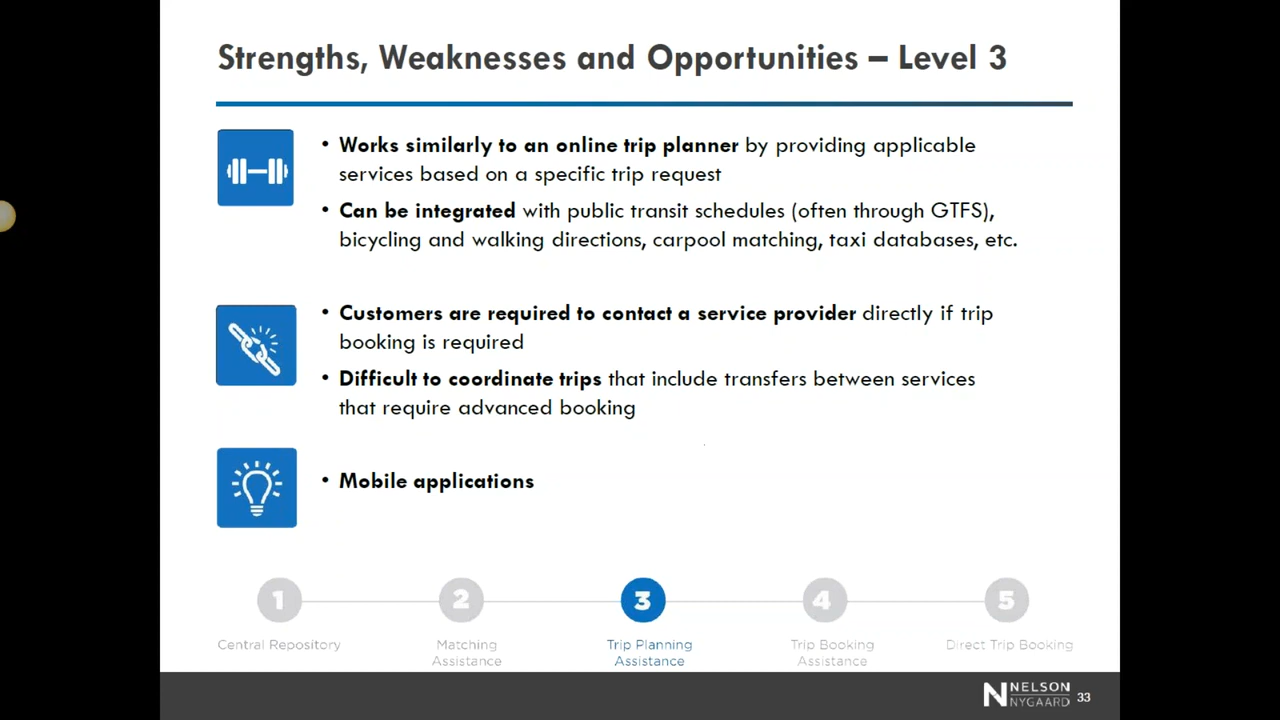 Strengths, Weaknesses and Opportunities – Level 3
• Works similarly to an online trip planner by providing applicable
services based on a specific trip request
• Can be integrated with public transit schedules (often through GTFS),
bicycling and walking directions, carpool matching, taxi databases, etc.
• Customers are required to contact a service provider directly if trip
booking is required
• Difficult to coordinate trips that include transfers between services
that require advanced booking
• Mobile applications
1
2
3
4
5
Central Repository
Matching
Assistance
Trip Planning
Assistance
Trip Booking
Assistance
Direct Trip Booking
N NELSON
NYGAARD
33